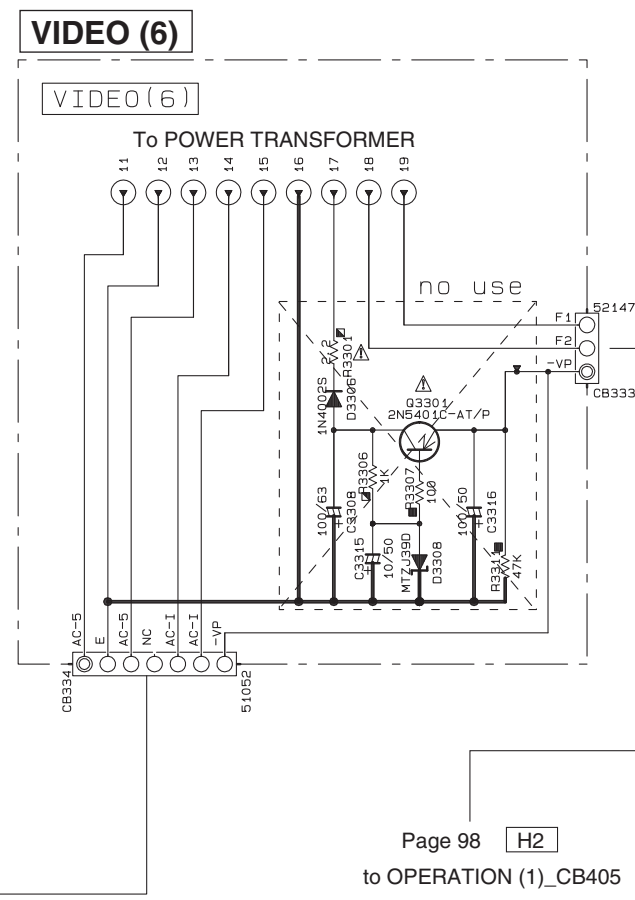 VIDEO (6)
VIDEO(6)
To POWER TRANSFORMER
11
12
13
14
15
16
17
18
19
no use
52147
F1
F2
-VP
CB333
2.2
R3301
1N4002S
D3306
Q3301
2N5401C-AT/P
R3306
1K
R3307
100
100/63
C3308
100/50
C3316
C3315
10/50
MTZJ39D
D3308
R3311
47K
AC-5
E
AC-5
NC
AC-I
AC-I
-VP
CB334
51052
Page 98 H2
to OPERATION (1)_CB405